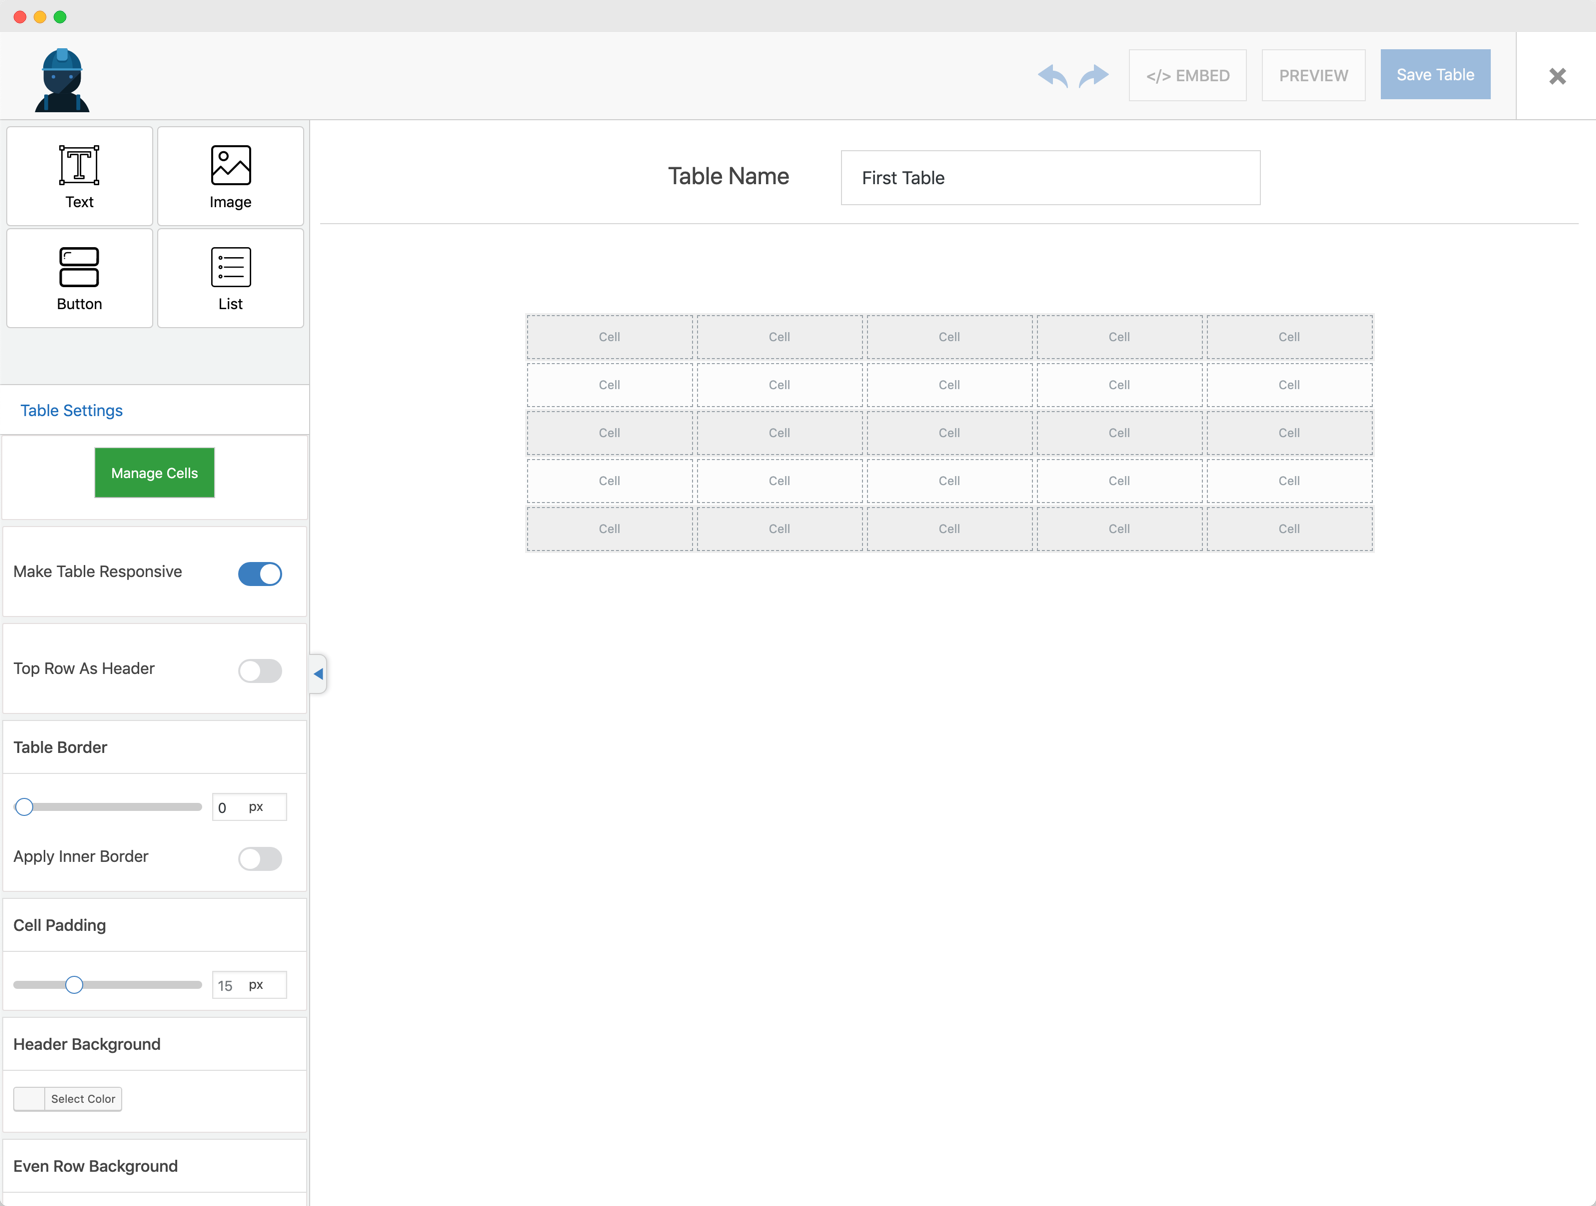 </> EMBED
PREVIEW
Save Table
Text
Image
Button
List
Table Name
First Table
Cell Cell Cell Cell Cell
Cell Cell Cell Cell Cell
Cell Cell Cell Cell Cell
Cell Cell Cell Cell Cell
Cell Cell Cell Cell Cell
Table Settings
Manage Cells
Make Table Responsive
Top Row As Header
Table Border
0 px
Apply Inner Border
Cell Padding
15 px
Header Background
Select Color
Even Row Background